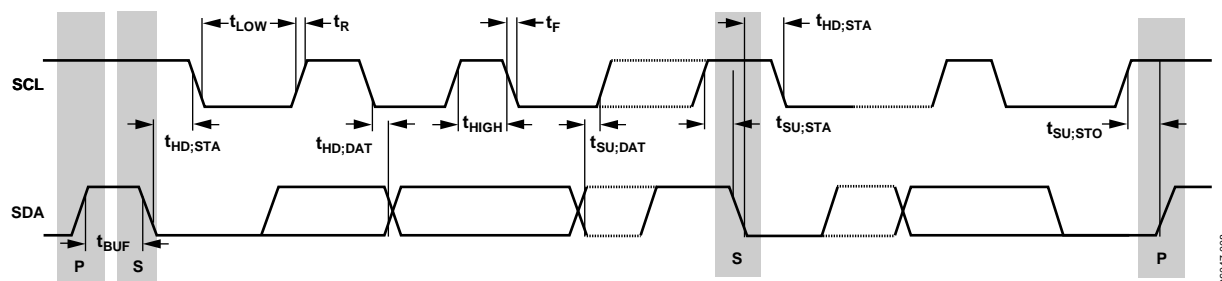 tLOW tR tF tHD;STA
SCL
tHD;STA tHD;DAT tHIGH tSU;DAT tSU;STA tSU;STO
SDA
tBUF
P S S P